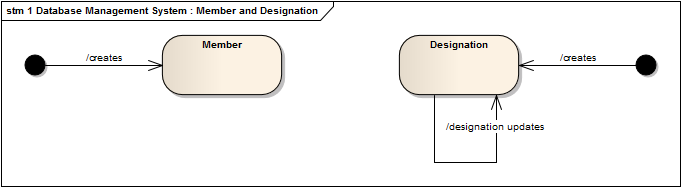 stm 1 Database Management System : Member and Designation
Member
Designation
/creates
/creates
/designation updates